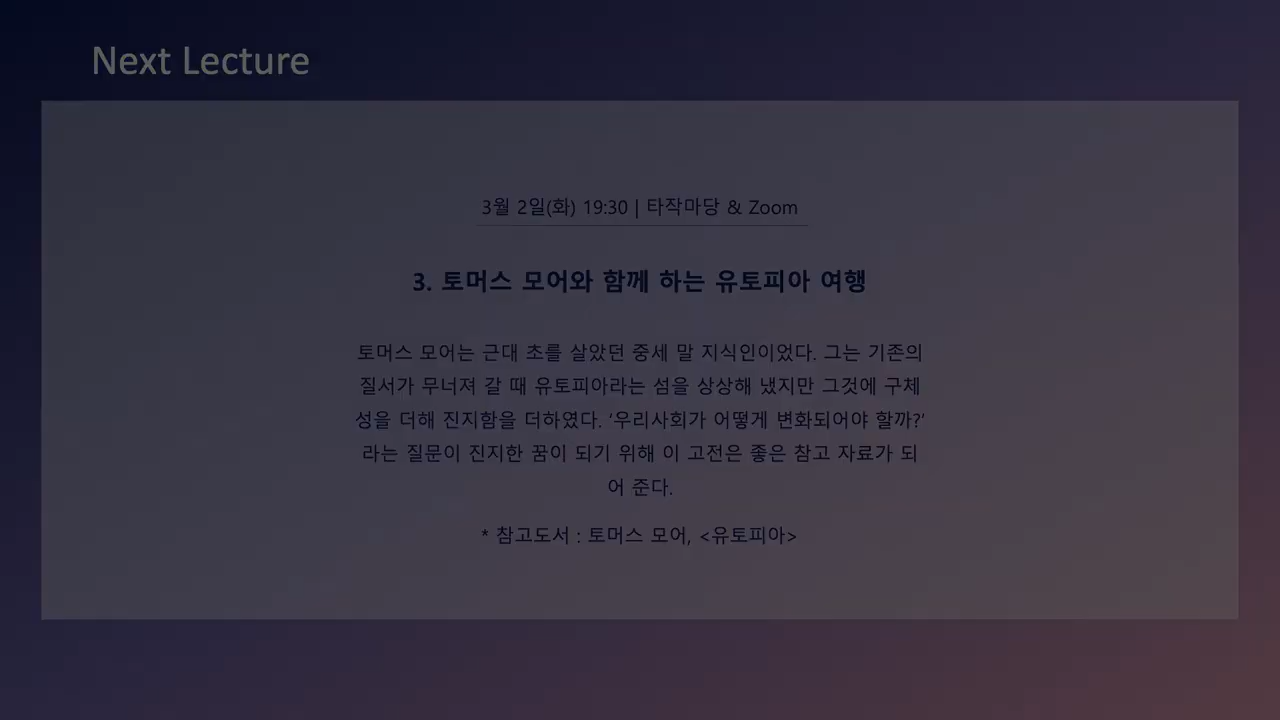 Next Lecture
3월 2일(화) 19:30 | 타작마당 & Zoom
3. 토머스 모어와 함께 하는 유토피아 여행
토머스 모어는 근대 초를 살았던 중세 말 지식인이었다. 그는 기존의
질서가 무너져 갈 때 유토피아라는 섬을 상상해 냈지만 그것에 구체
성을 더해 진지함을 더하였다. ‘우리사회가 어떻게 변화되어야 할까?’
라는 질문이 진지한 꿈이 되기 위해 이 고전은 좋은 참고 자료가 되
어 준다.
* 참고도서 : 토머스 모어, <유토피아>